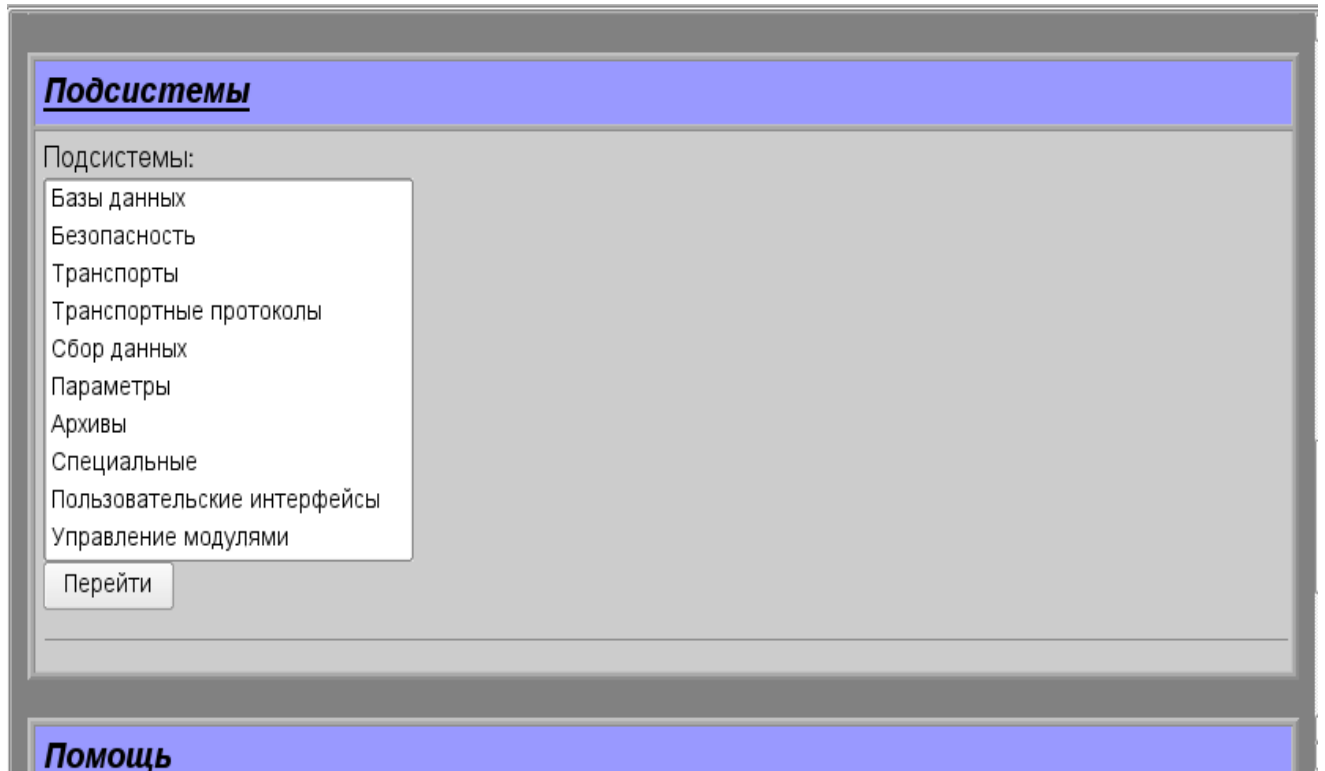 Подсистемы
Подсистемы:
Базы данных
Безопасность
Транспорты
Транспортные протоколы
Сбор данных
Параметры
Архивы
Специальные
Пользовательские интерфейсы
Управление модулями
Перейти
Помощь